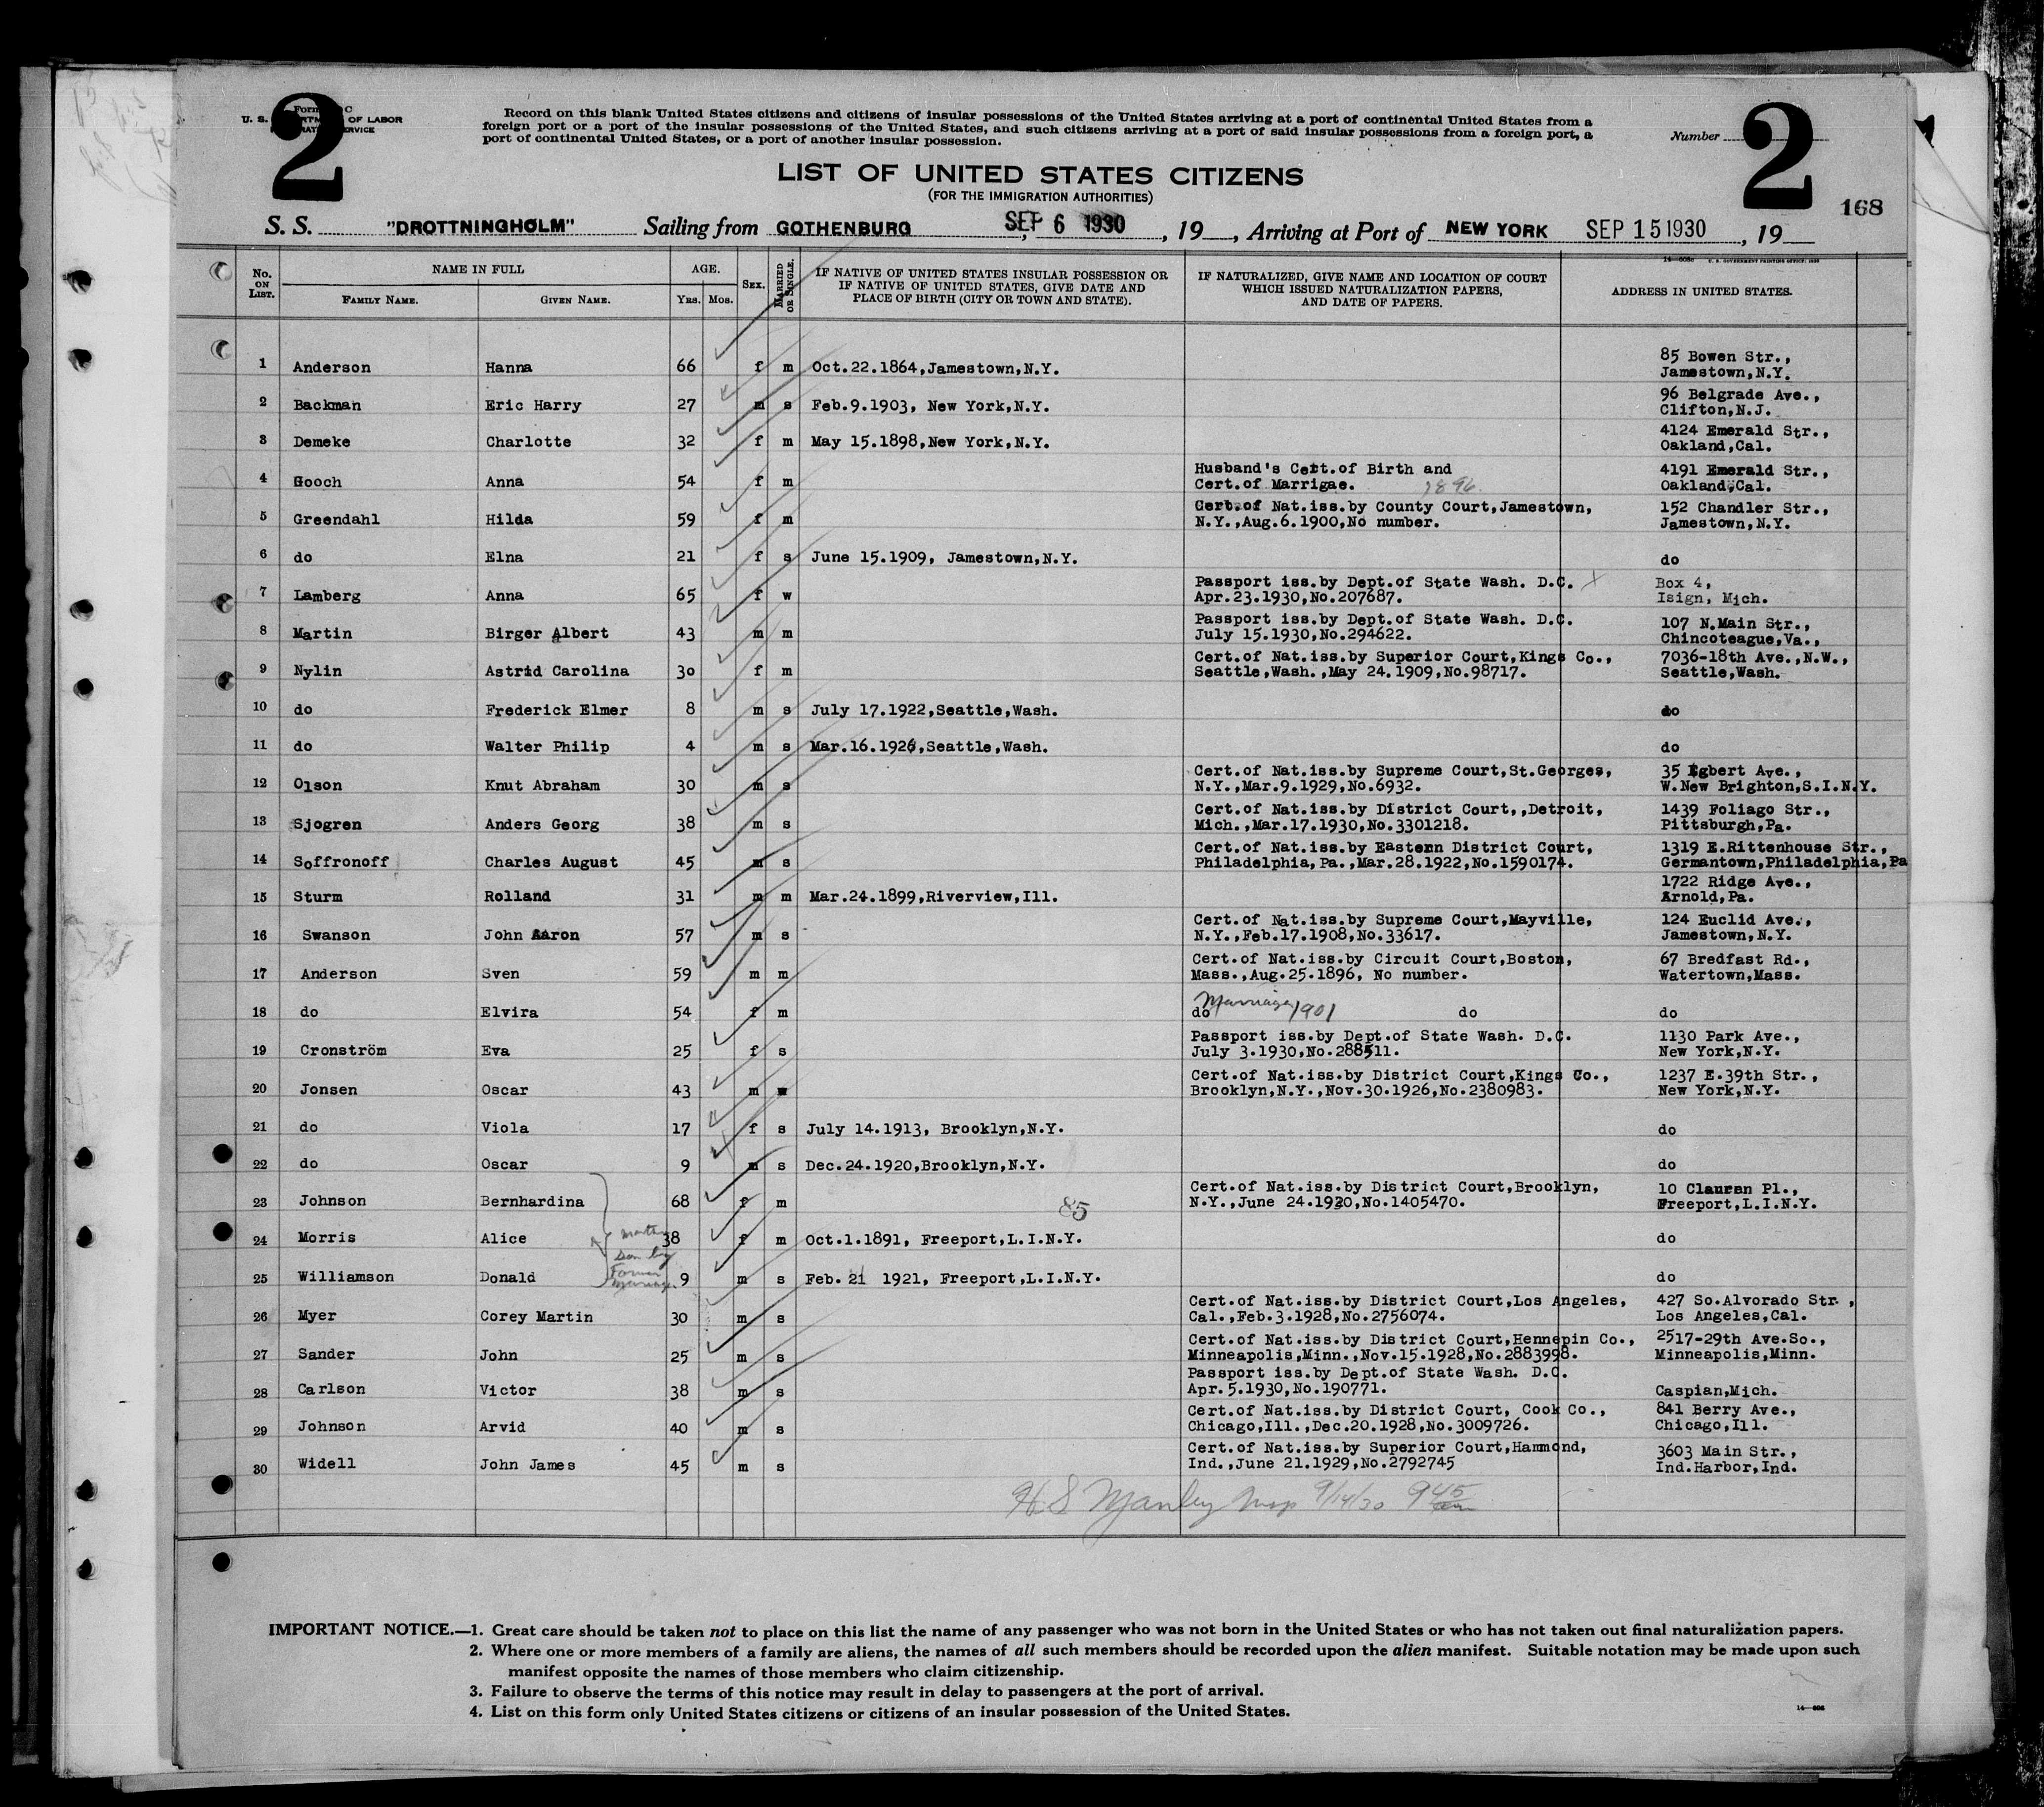 2
Form 630 C
U. S. DEPARTMENT OF LABOR
IMMIGRATION SERVICE
Record on this blank United States citizens and citizens of insular possessions of the United States arriving at a port of continental United States from a
foreign port or a port of the insular possessions of the United States, and such citizens arriving at a port of said insular possessions from a foreign port, a
port of continental United States, or a port of another insular possession.
Number 2
LIST OF UNITED STATES CITIZENS
(FOR THE IMMIGRATION AUTHORITIES)
168
S. S. "DROTTNINGHOLM" Sailing from GOTHENBURG SEP 6 1930, 19 , Arriving at Port of NEW YORK SEP 15 1930, 19
14—608c U. S. GOVERNMENT PRINTING OFFICE: 1930
No. ON LIST. NAME IN FULL FAMILY NAME. GIVEN NAME. AGE. YRS. MOS. SEX. MARRIED OR SINGLE. IF NATIVE OF UNITED STATES INSULAR POSSESSION OR IF NATIVE OF UNITED STATES, GIVE DATE AND PLACE OF BIRTH (CITY OR TOWN AND STATE). IF NATURALIZED, GIVE NAME AND LOCATION OF COURT WHICH ISSUED NATURALIZATION PAPERS, AND DATE OF PAPERS. ADDRESS IN UNITED STATES.
1 Anderson Hanna 66 f m Oct.22.1864,Jamestown,N.Y. 85 Bowen Str., Jamestown,N.Y.
2 Backman Eric Harry 27 m s Feb.9.1903, New York,N.Y. 96 Belgrade Ave., Clifton,N.J.
3 Demeke Charlotte 32 f m May 15.1898,New York,N.Y. 4124 Emerald Str., Oakland,Cal.
4 Gooch Anna 54 f m Husband's Cert.of Birth and Cert.of Marrigae. 1896 4191 Emerald Str., Oakland,Cal.
5 Greendahl Hilda 59 f m Cert.of Nat.iss.by County Court,Jamestown, N.Y.,Aug.6.1900,No number. 152 Chandler Str., Jamestown,N.Y.
6 do Elna 21 f s June 15.1909, Jamestown,N.Y. do
7 Lamberg Anna 65 f w Passport iss.by Dept.of State Wash. D.C. Apr.23.1930,No.207687. Box 4, Isign, Mich.
8 Martin Birger Albert 43 m m Passport iss.by Dept.of State Wash. D.C. July 15.1930,No.294622. 107 N.Main Str., Chincoteague,Va.,
9 Nylin Astrid Carolina 30 f m Cert.of Nat.iss.by Superior Court,Kings Co., Seattle,Wash.,May 24.1909,No.98717. 7036-18th Ave.,N.W., Seattle,Wash.
10 do Frederick Elmer 8 m s July 17.1922,Seattle,Wash. do
11 do Walter Philip 4 m s Mar.16.1926,Seattle,Wash. do
12 Olson Knut Abraham 30 m s Cert.of Nat.iss.by Supreme Court,St.Georges, N.Y.,Mar.9.1929,No.6932. 35 Egbert Ave., W.New Brighton,S.I.N.Y.
13 Sjogren Anders Georg 38 m s Cert.of Nat.iss.by District Court,,Detroit, Mich.,Mar.17.1930,No.3301218. 1439 Foliago Str., Pittsburgh,Pa.
14 Soffronoff Charles August 45 m s Cert.of Nat.iss.by Eastern District Court, Philadelphia,Pa.,Mar.28.1922,No.1590174. 1319 E.Rittenhouse Str., Germantown,Philadelphia,Pa
15 Sturm Rolland 31 m m Mar.24.1899,Riverview,Ill. 1722 Ridge Ave., Arnold,Pa.
16 Swanson John Aaron 57 m s Cert.of Nat.iss.by Supreme Court,Mayville, N.Y.,Feb.17.1908,No.33617. 124 Euclid Ave., Jamestown,N.Y.
17 Anderson Sven 59 m m Cert.of Nat.iss.by Circuit Court,Boston, Mass.,Aug.25.1896, No number. 67 Bredfast Rd., Watertown,Mass.
18 do Elvira 54 f m do Marriage 1901 do do
19 Cronström Eva 25 f s Passport iss.by Dept.of State Wash. D.C. July 3.1930,No.288511. 1130 Park Ave., New York,N.Y.
20 Jonsen Oscar 43 m Cert.of Nat.iss.by District Court,Kings Co., Brooklyn,N.Y.,Nov.30.1926,No.2380983. 1237 E.39th Str., New York,N.Y.
21 do Viola 17 f s July 14.1913, Brooklyn,N.Y. do
22 do Oscar 9 m s Dec.24.1920,Brooklyn,N.Y. do
23 Johnson Bernhardina 68 f m 85 Cert.of Nat.iss.by District Court,Brooklyn, N.Y.,June 24.1920,No.1405470. 10 Clauren Pl., Freeport,L.I.N.Y.
24 Morris Alice mother 38 f m Oct.1.1891, Freeport,L.I.N.Y. do
25 Williamson Donald son by Former marriage 9 m s Feb. 21 1921, Freeport,L.I.N.Y. do
26 Myer Corey Martin 30 m s Cert.of Nat.iss.by District Court,Los Angeles, Cal.,Feb.3.1928,No.2756074. 427 So.Alvorado Str., Los Angeles,Cal.
27 Sander John 25 m s Cert.of Nat.iss.by District Court,Hennepin Co., Minneapolis,Minn.,Nov.15.1928,No.2883998. 2517-29th Ave.So., Minneapolis,Minn.
28 Carlson Victor 38 m s Passport iss.by Dept.of State Wash. D.C. Apr.5.1930,No.190771. Caspian,Mich.
29 Johnson Arvid 40 m s Cert.of Nat.iss.by District Court, Cook Co., Chicago,Ill.,Dec.20.1928,No.3009726. 841 Berry Ave., Chicago,Ill.
30 Widell John James 45 m s Cert.of Nat.iss.by Superior Court,Hammond, Ind.,June 21.1929,No.2792745 3603 Main Str., Ind.Harbor,Ind.
H S Manley Insp 9/14/30 9 45 am
IMPORTANT NOTICE.—1. Great care should be taken not to place on this list the name of any passenger who was not born in the United States or who has not taken out final naturalization papers.
2. Where one or more members of a family are aliens, the names of all such members should be recorded upon the alien manifest. Suitable notation may be made upon such
manifest opposite the names of those members who claim citizenship.
3. Failure to observe the terms of this notice may result in delay to passengers at the port of arrival.
4. List on this form only United States citizens or citizens of an insular possession of the United States.
14—608